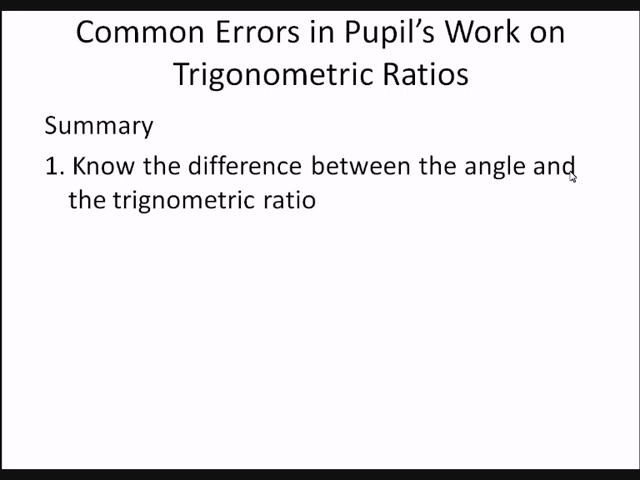 Common Errors in Pupil’s Work on
Trigonometric Ratios
Summary
1. Know the difference between the angle and
the trignometric ratio